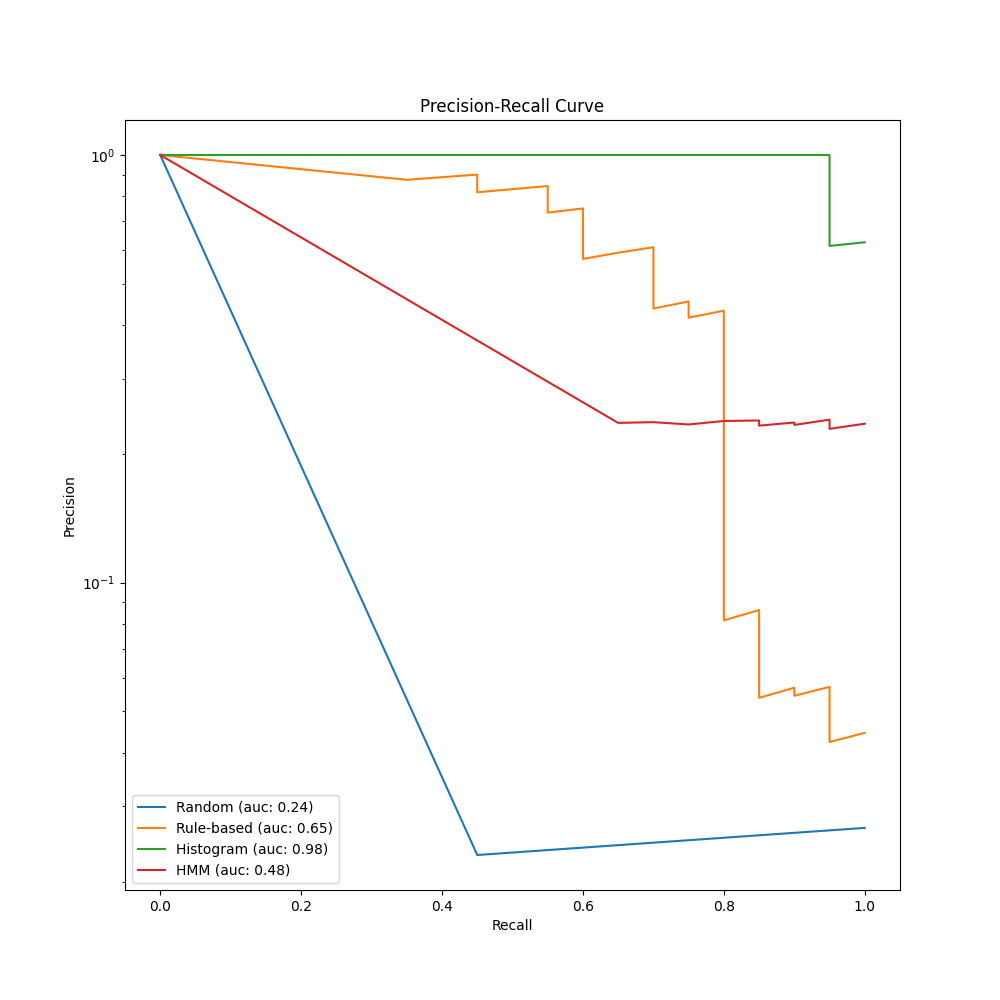 Precision-Recall Curve
10⁰
10⁻¹
Precision
0.0 0.2 0.4 0.6 0.8 1.0
Recall
Random (auc: 0.24)
Rule-based (auc: 0.65)
Histogram (auc: 0.98)
HMM (auc: 0.48)